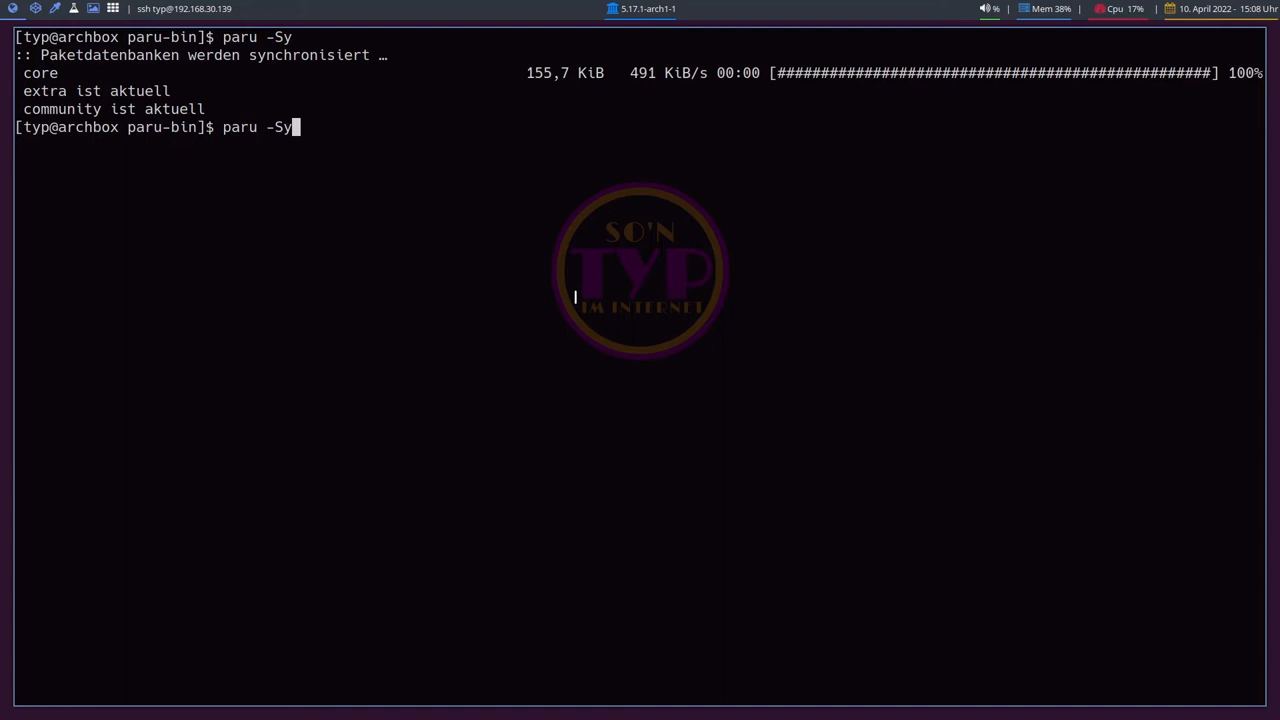 ssh typ@192.168.30.139
5.17.1-arch1-1
% | Mem 38% | Cpu 17% | 10. April 2022 - 15:08 Uhr
[typ@archbox paru-bin]$ paru -Sy
:: Paketdatenbanken werden synchronisiert …
core 155,7 KiB 491 KiB/s 00:00 [##################################################] 100%
extra ist aktuell
community ist aktuell
[typ@archbox paru-bin]$ paru -Sy
SO'N
TYP
IM INTERNET